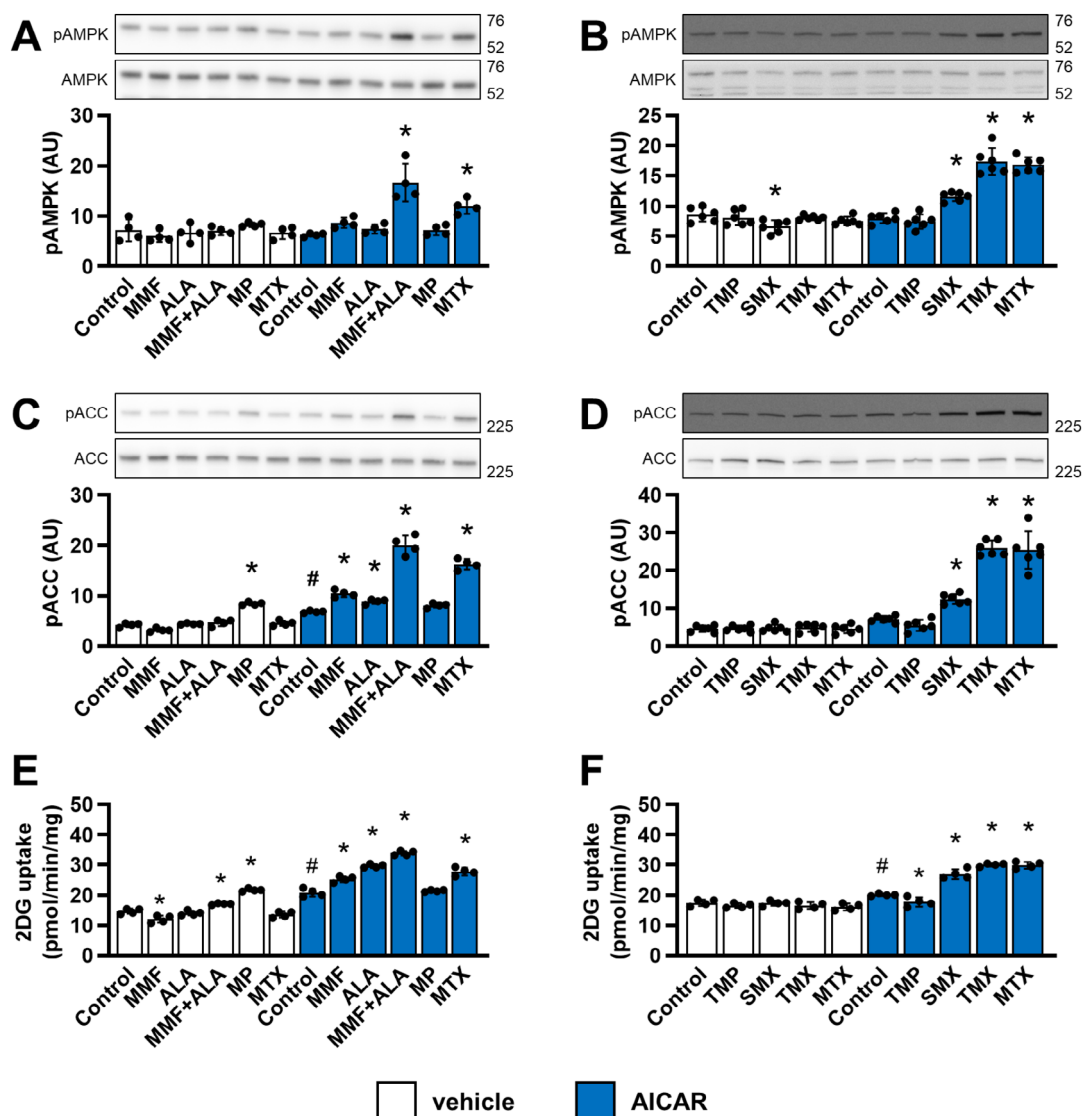 A
pAMPK
76
52
AMPK
76
52
pAMPK (AU)
30
20
10
0
*
*
Control
MMF
ALA
MMF+ALA
MP
MTX
Control
MMF
ALA
MMF+ALA
MP
MTX
B
pAMPK
76
52
AMPK
76
52
pAMPK (AU)
25
20
15
10
5
0
*
*
*
*
Control
TMP
SMX
TMX
MTX
Control
TMP
SMX
TMX
MTX
C
pACC
225
ACC
225
pACC (AU)
30
20
10
0
*
#
*
*
*
*
Control
MMF
ALA
MMF+ALA
MP
MTX
Control
MMF
ALA
MMF+ALA
MP
MTX
D
pACC
225
ACC
225
pACC (AU)
40
30
20
10
0
*
*
*
Control
TMP
SMX
TMX
MTX
Control
TMP
SMX
TMX
MTX
E
2DG uptake
(pmol/min/mg)
50
40
30
20
10
0
*
*
*
#
*
*
*
*
Control
MMF
ALA
MMF+ALA
MP
MTX
Control
MMF
ALA
MMF+ALA
MP
MTX
F
2DG uptake
(pmol/min/mg)
50
40
30
20
10
0
#
*
*
*
*
Control
TMP
SMX
TMX
MTX
Control
TMP
SMX
TMX
MTX
vehicle
AICAR